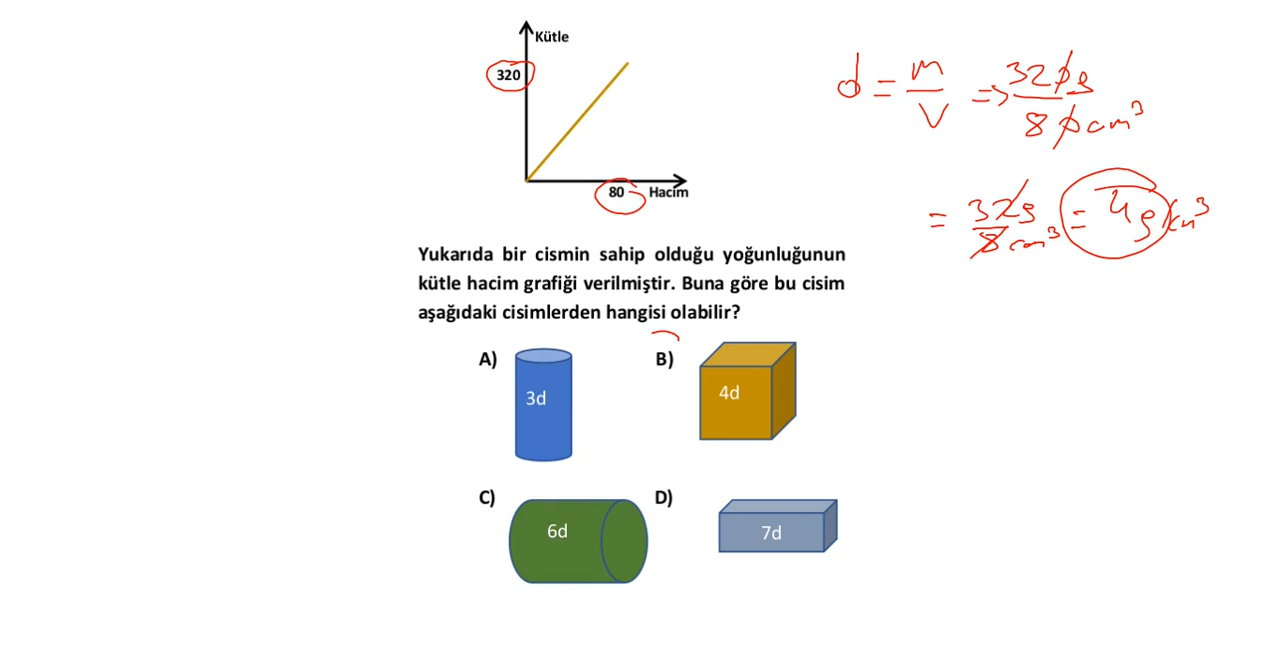 Kütle
320
80 Hacim
d = m/V => 320g/80cm³
= 32g/8cm³ = 4g/cm³
Yukarıda bir cismin sahip olduğu yoğunluğunun
kütle hacim grafiği verilmiştir. Buna göre bu cisim
aşağıdaki cisimlerden hangisi olabilir?
A) 3d
B) 4d
C) 6d
D) 7d